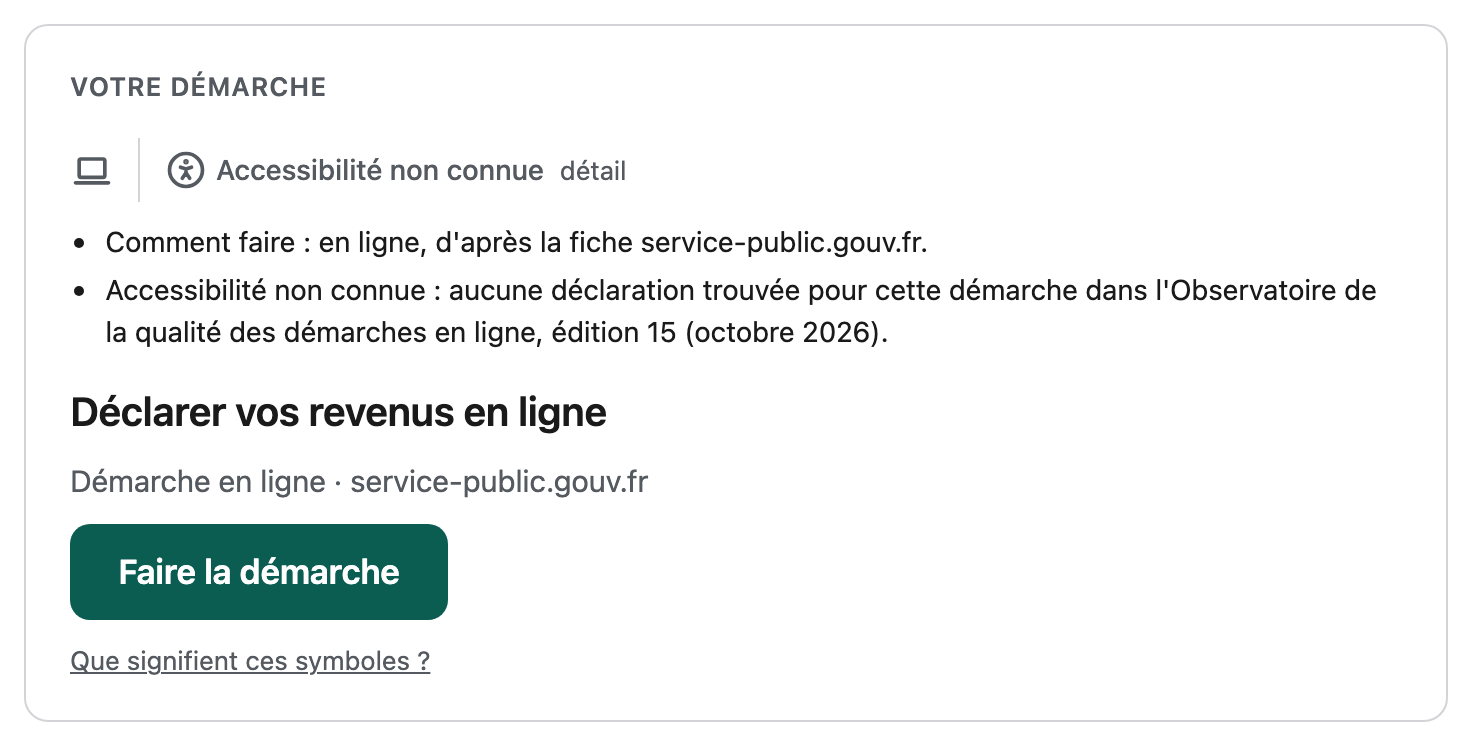 VOTRE DÉMARCHE
Accessibilité non connue détail
• Comment faire : en ligne, d'après la fiche service-public.gouv.fr.
• Accessibilité non connue : aucune déclaration trouvée pour cette démarche dans l'Observatoire de
la qualité des démarches en ligne, édition 15 (octobre 2026).
Déclarer vos revenus en ligne
Démarche en ligne · service-public.gouv.fr
Faire la démarche
Que signifient ces symboles ?